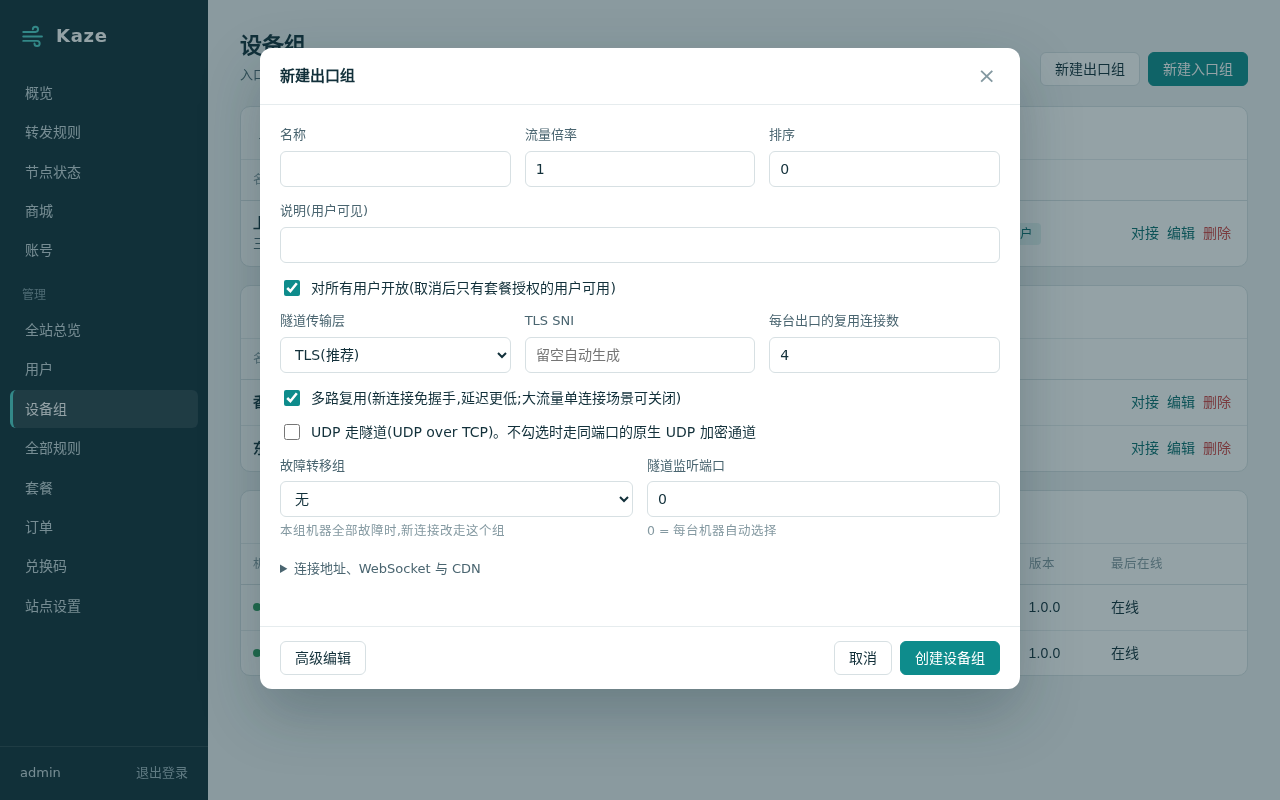 Kaze
概览
转发规则
节点状态
商城
账号
管理
全站总览
用户
设备组
全部规则
套餐
订单
兑换码
站点设置
admin
退出登录
设备组
新建出口组
新建入口组
新建出口组
名称
流量倍率
排序
1
0
说明(用户可见)
对所有用户开放(取消后只有套餐授权的用户可用)
隧道传输层
TLS SNI
每台出口的复用连接数
TLS(推荐)
留空自动生成
4
多路复用(新连接免握手,延迟更低;大流量单连接场景可关闭)
UDP 走隧道(UDP over TCP)。不勾选时走同端口的原生 UDP 加密通道
故障转移组
隧道监听端口
无
0
本组机器全部故障时,新连接改走这个组
0 = 每台机器自动选择
连接地址、WebSocket 与 CDN
高级编辑
取消
创建设备组
户
对接 编辑 删除
对接 编辑 删除
对接 编辑 删除
版本
最后在线
1.0.0
在线
1.0.0
在线